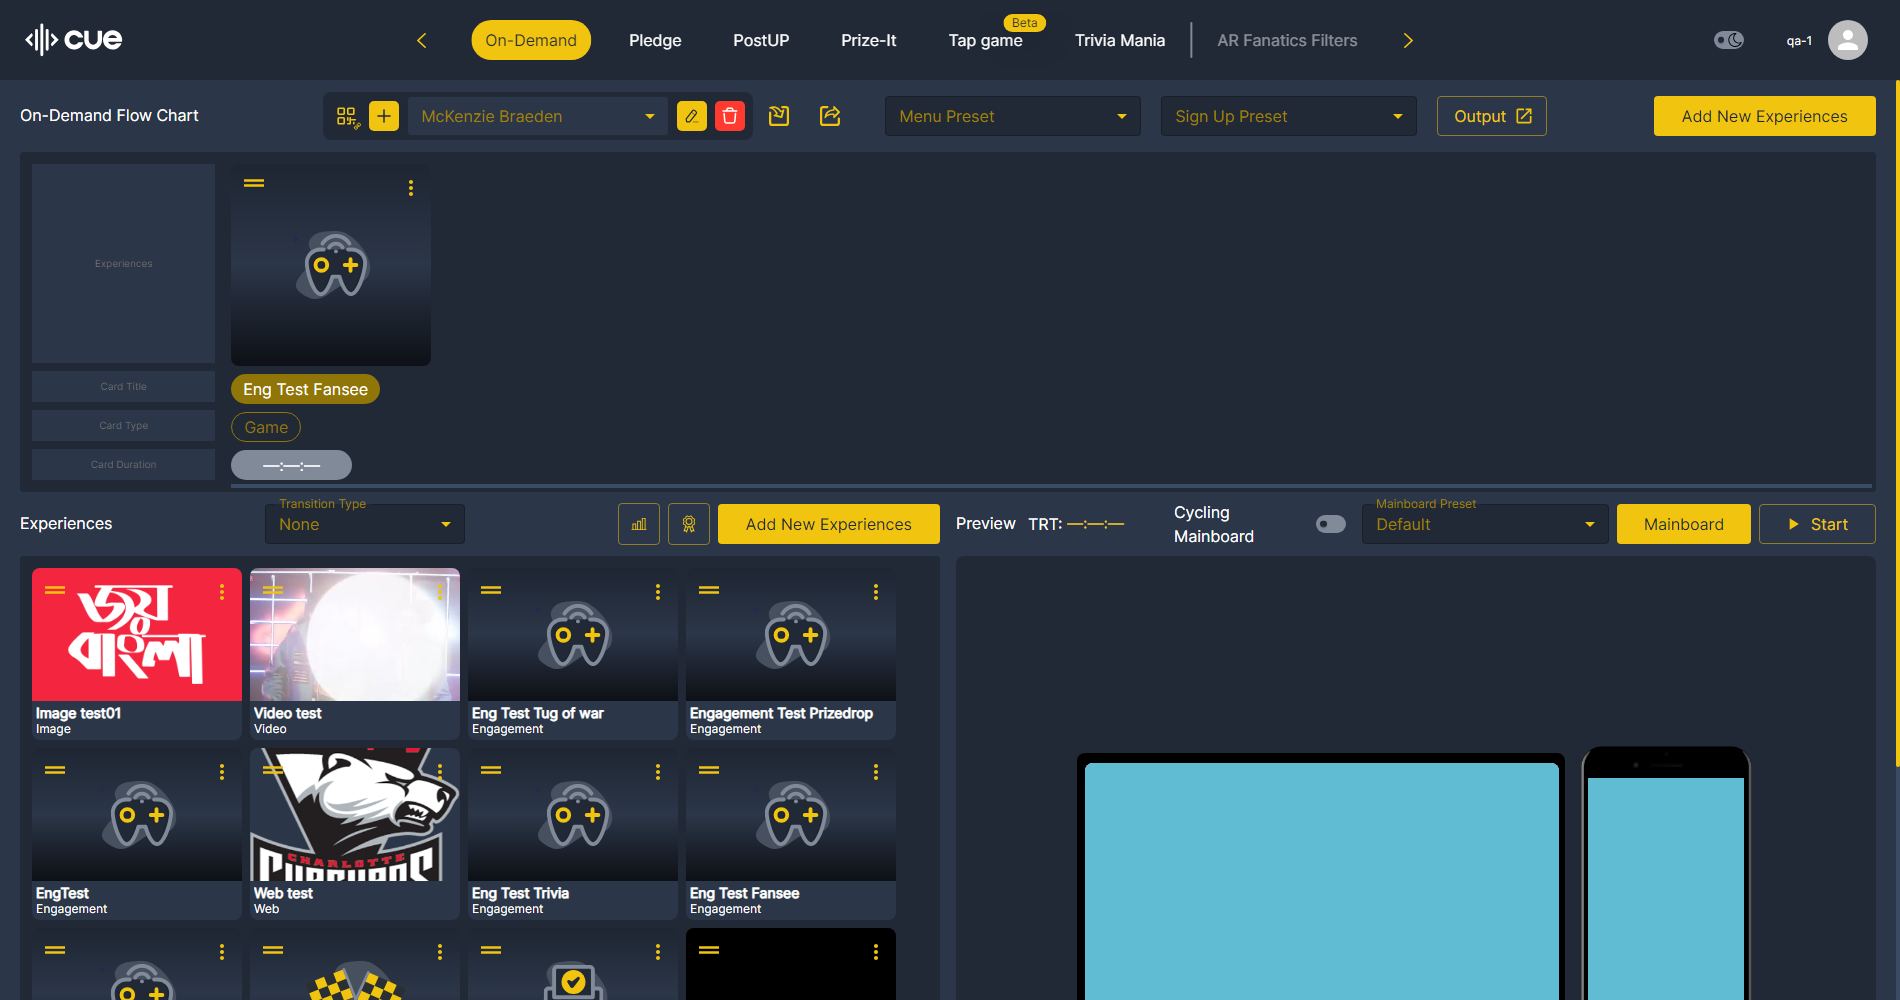 cue
On-Demand
Pledge
PostUP
Prize-It
Tap game
Beta
Trivia Mania
AR Fanatics Filters
qa-1
On-Demand Flow Chart
McKenzie Braeden
Menu Preset
Sign Up Preset
Output
Add New Experiences
Experiences
Card Title
Card Type
Card Duration
Eng Test Fansee
Game
—:—:—
Experiences
Transition Type
None
Add New Experiences
Preview
TRT: —:—:—
Cycling
Mainboard
Mainboard Preset
Default
Mainboard
Start
জয়
বাংলা
Image test01
Image
Video test
Video
Eng Test Tug of war
Engagement
Engagement Test Prizedrop
Engagement
EngTest
Engagement
CHARLOTTE
Web test
Web
Eng Test Trivia
Engagement
Eng Test Fansee
Engagement